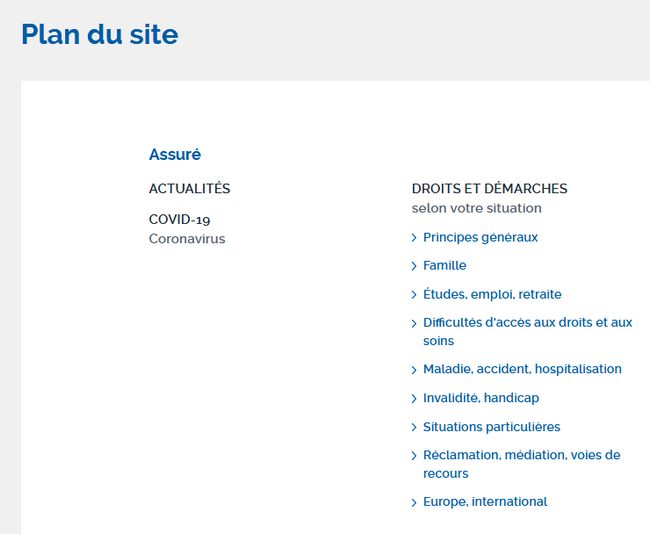 Plan du site
Assuré
ACTUALITÉS
COVID-19
Coronavirus
DROITS ET DÉMARCHES
selon votre situation
Principes généraux
Famille
Études, emploi, retraite
Difficultés d'accès aux droits et aux
soins
Maladie, accident, hospitalisation
Invalidité, handicap
Situations particulières
Réclamation, médiation, voies de
recours
Europe, international